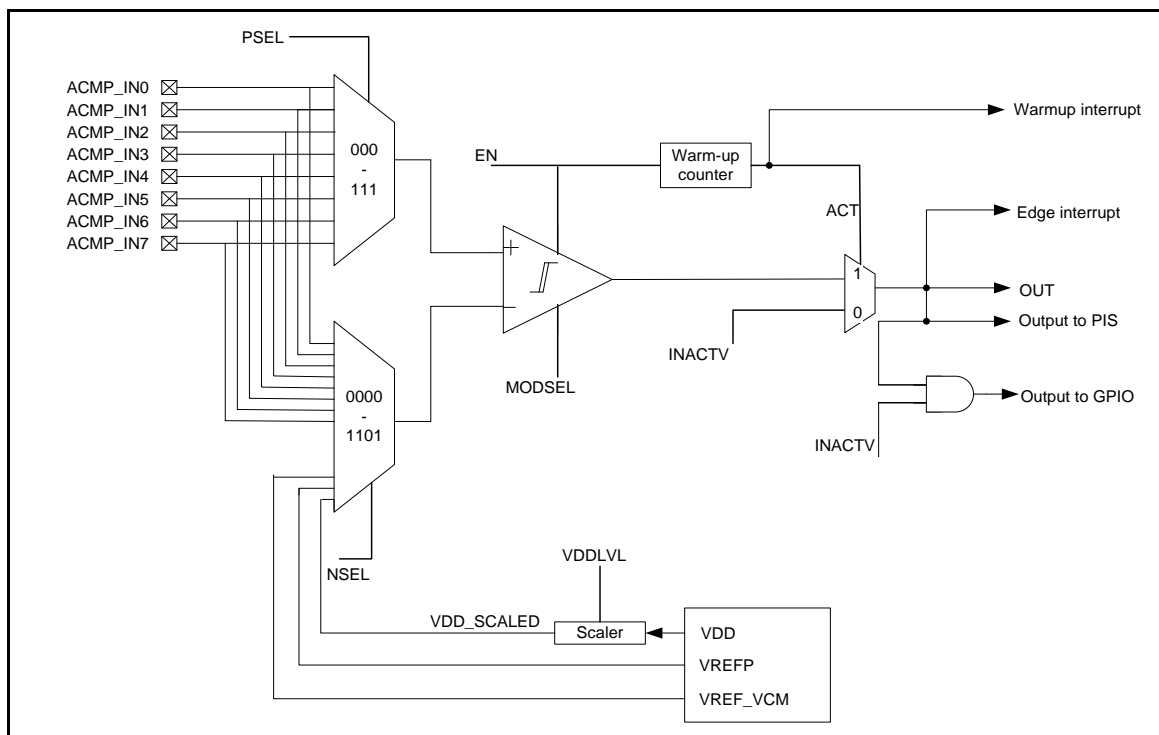 PSEL
ACMP_IN0
ACMP_IN1
ACMP_IN2
ACMP_IN3
ACMP_IN4
ACMP_IN5
ACMP_IN6
ACMP_IN7
000
-
111
EN
Warm-up
counter
Warmup interrupt
ACT
Edge interrupt
+
−
1
0
OUT
Output to PIS
INACTV
MODSEL
0000
-
1101
Output to GPIO
INACTV
NSEL
VDDLVL
VDD_SCALED
Scaler
VDD
VREFP
VREF_VCM